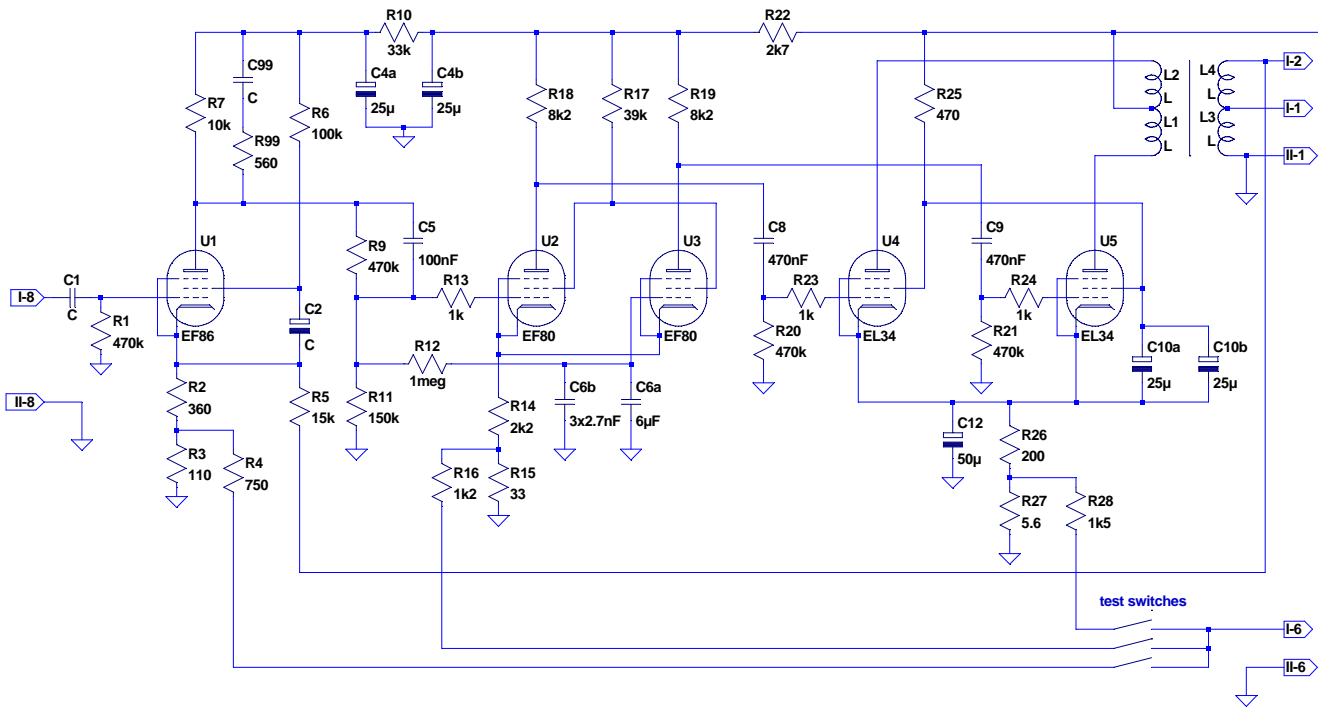 R10
33k
R22
2k7
C99
C
C4a
25µ
C4b
25µ
R7
10k
R6
100k
R99
560
R18
8k2
R17
39k
R19
8k2
R25
470
L2
L
L1
L
L4
L
L3
L
I-2
I-1
II-1
U1
EF86
R9
470k
C5
100nF
R13
1k
U2
EF80
U3
EF80
C8
470nF
R23
1k
U4
EL34
C9
470nF
R24
1k
U5
EL34
I-8
C1
C
R1
470k
C2
C
R20
470k
R21
470k
R12
1meg
C10a
25µ
C10b
25µ
II-8
R2
360
R5
15k
R11
150k
C6b
3x2.7nF
C6a
6µF
R14
2k2
C12
50µ
R26
200
R3
110
R4
750
R16
1k2
R15
33
R27
5.6
R28
1k5
test switches
I-6
II-6